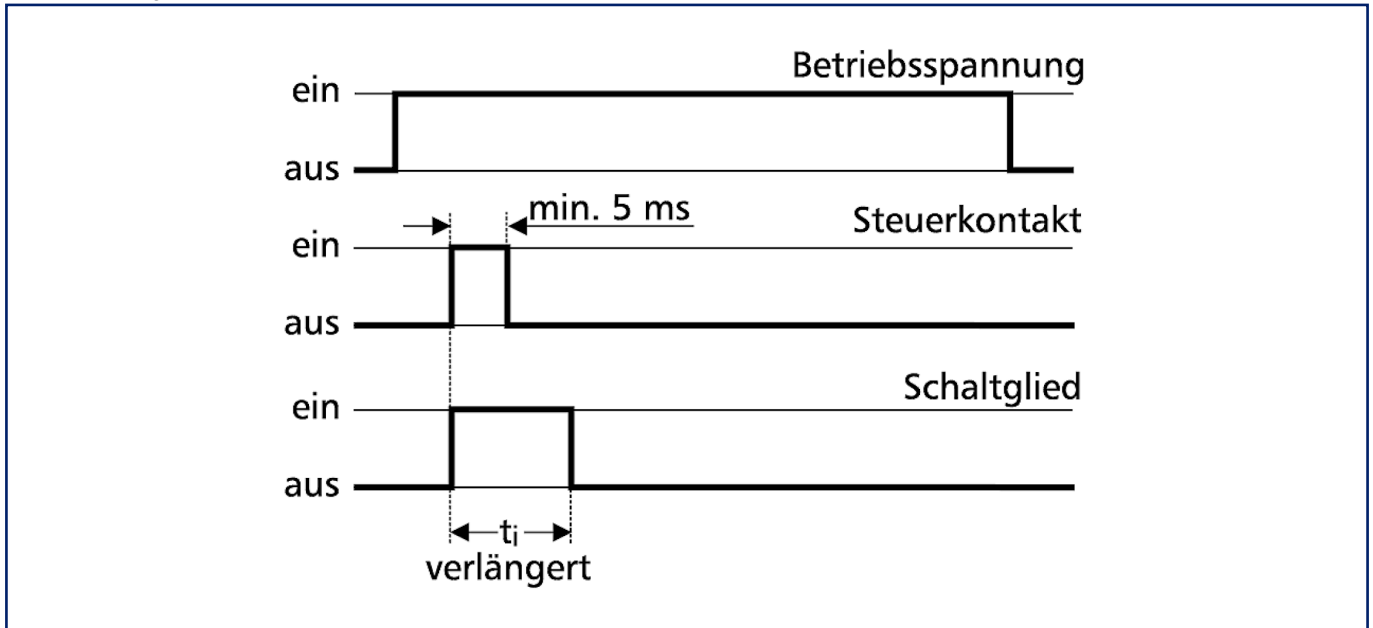 Betriebsspannung
ein
aus
min. 5 ms
Steuerkontakt
ein
aus
Schaltglied
ein
aus
ti
verlängert